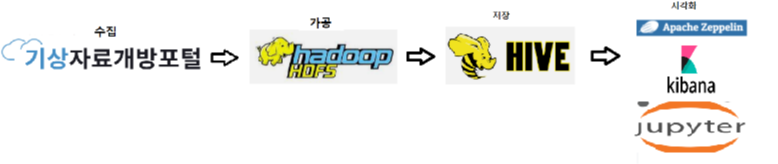 수집
기상자료개방포털
가공
hadoop
HDFS
저장
HIVE
시각화
Apache Zeppelin
kibana
jupyter